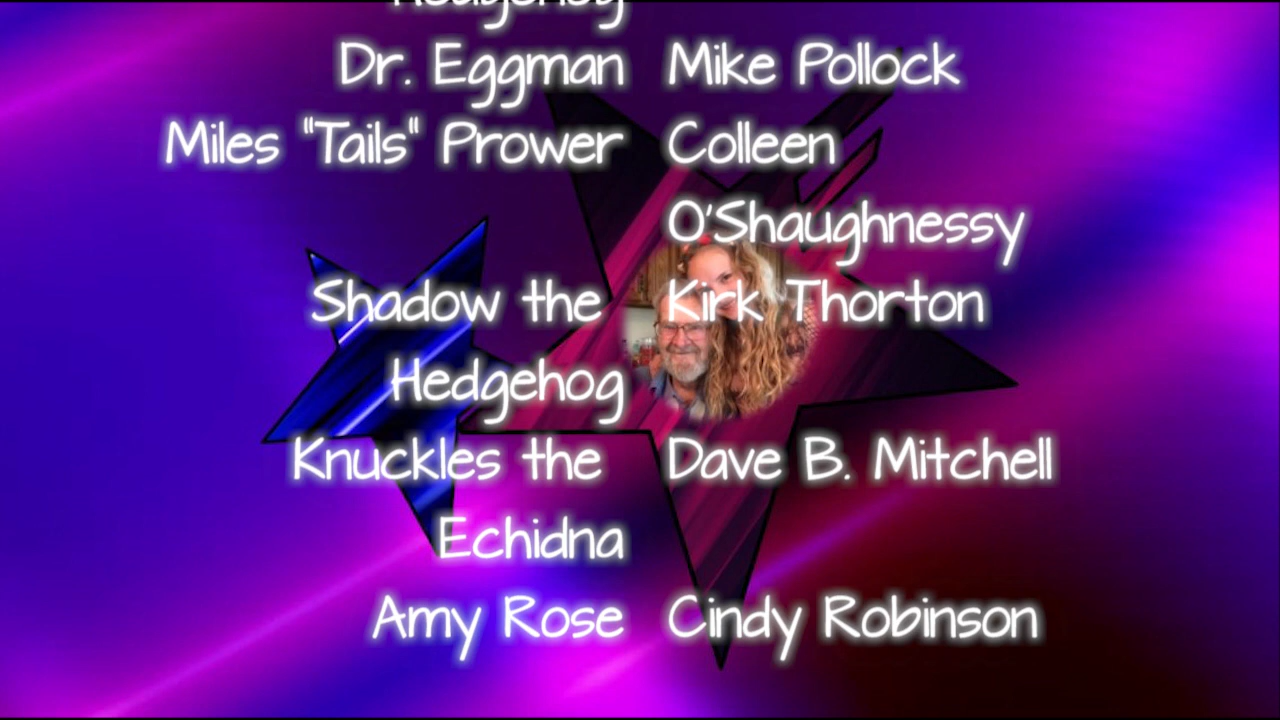 Hedgehog
Dr. Eggman Mike Pollock
Miles "Tails" Prower Colleen
O'Shaughnessy
Shadow the Kirk Thorton
Hedgehog
Knuckles the Dave B. Mitchell
Echidna
Amy Rose Cindy Robinson